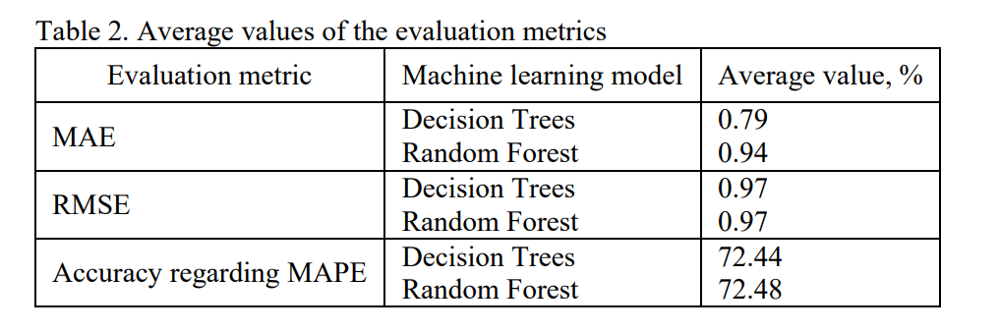 Table 2. Average values of the evaluation metrics
Evaluation metric Machine learning model Average value, %
MAE
Decision Trees 0.79
Random Forest 0.94
RMSE
Decision Trees 0.97
Random Forest 0.97
Accuracy regarding MAPE
Decision Trees 72.44
Random Forest 72.48